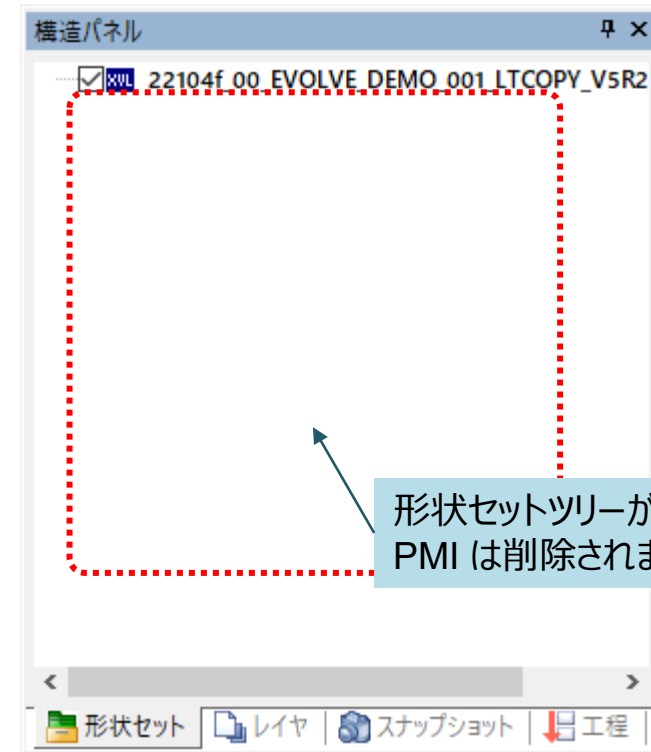 構造パネル
XVL 22104f_00_EVOLVE_DEMO_001_LTCOPY_V5R2
形状セットツリーが
PMI は削除されま
形状セット レイヤ スナップショット 工程